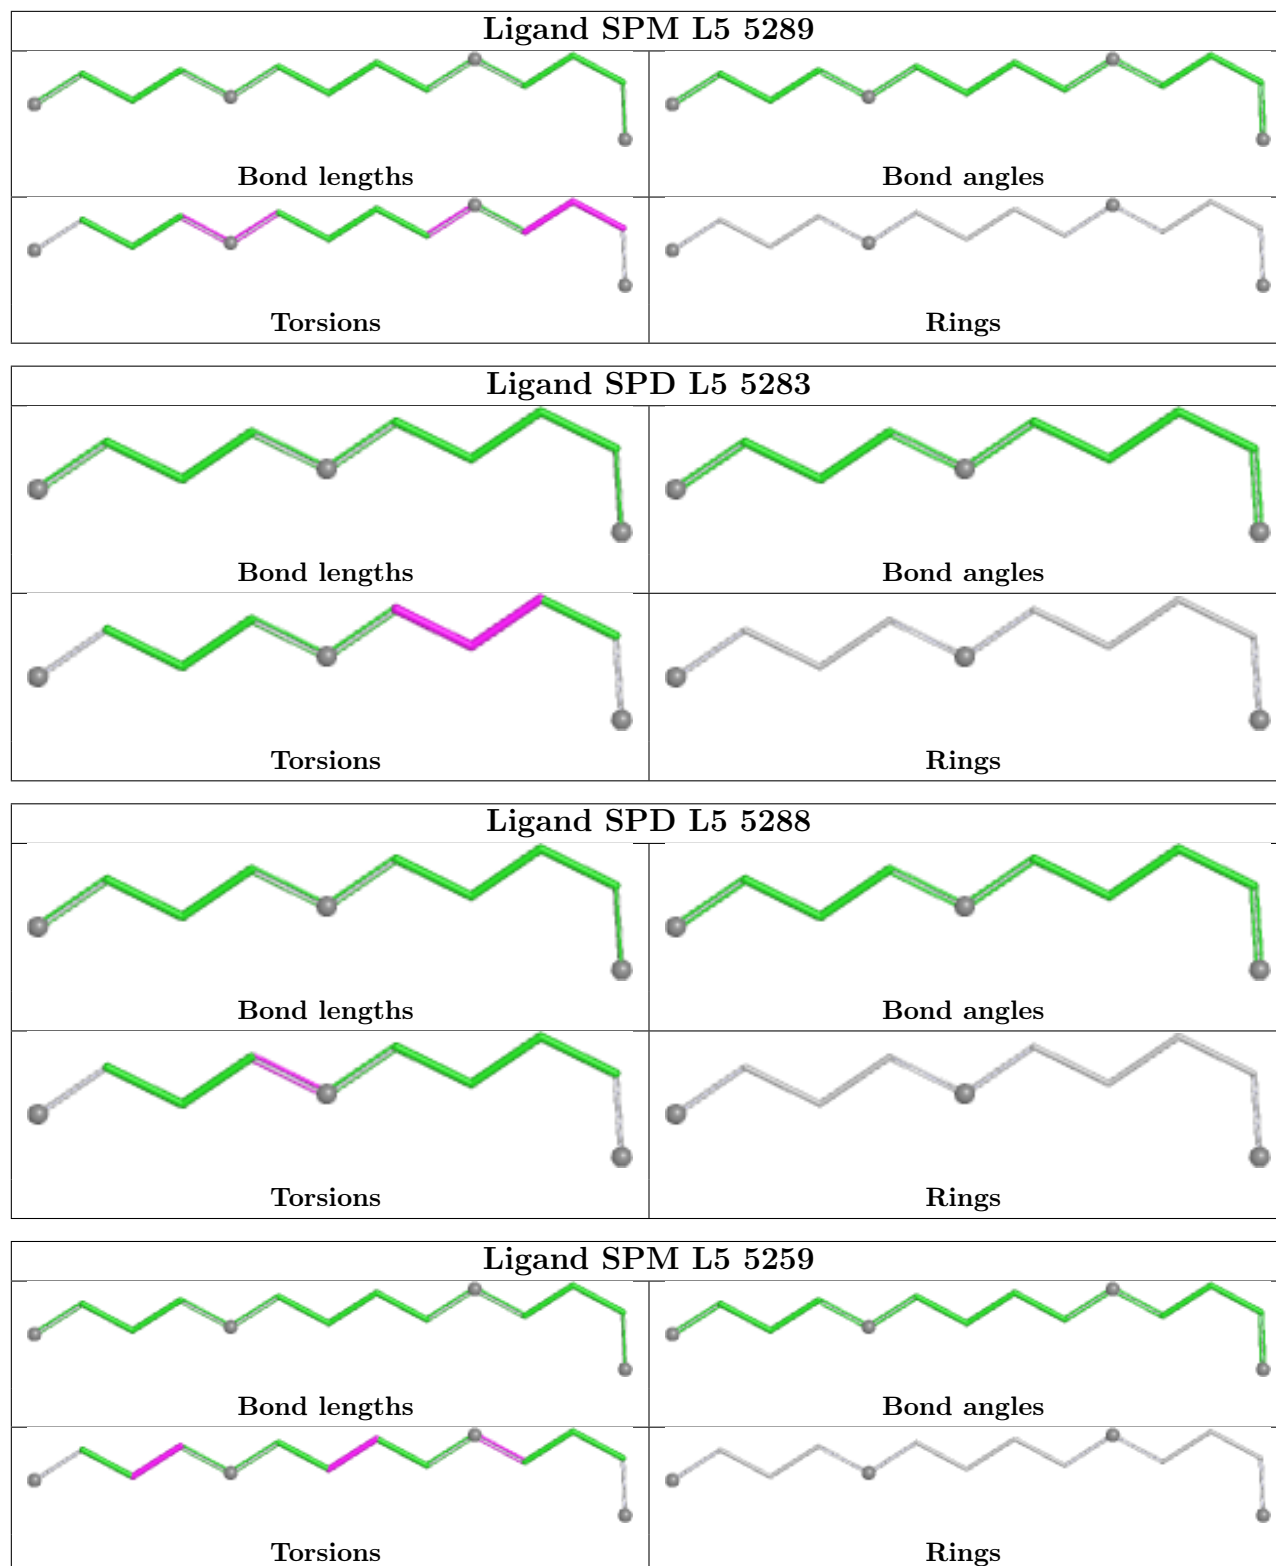 Ligand SPM L5 5289
Bond lengths
Bond angles
Torsions
Rings
Ligand SPD L5 5283
Bond lengths
Bond angles
Torsions
Rings
Ligand SPD L5 5288
Bond lengths
Bond angles
Torsions
Rings
Ligand SPM L5 5259
Bond lengths
Bond angles
Torsions
Rings